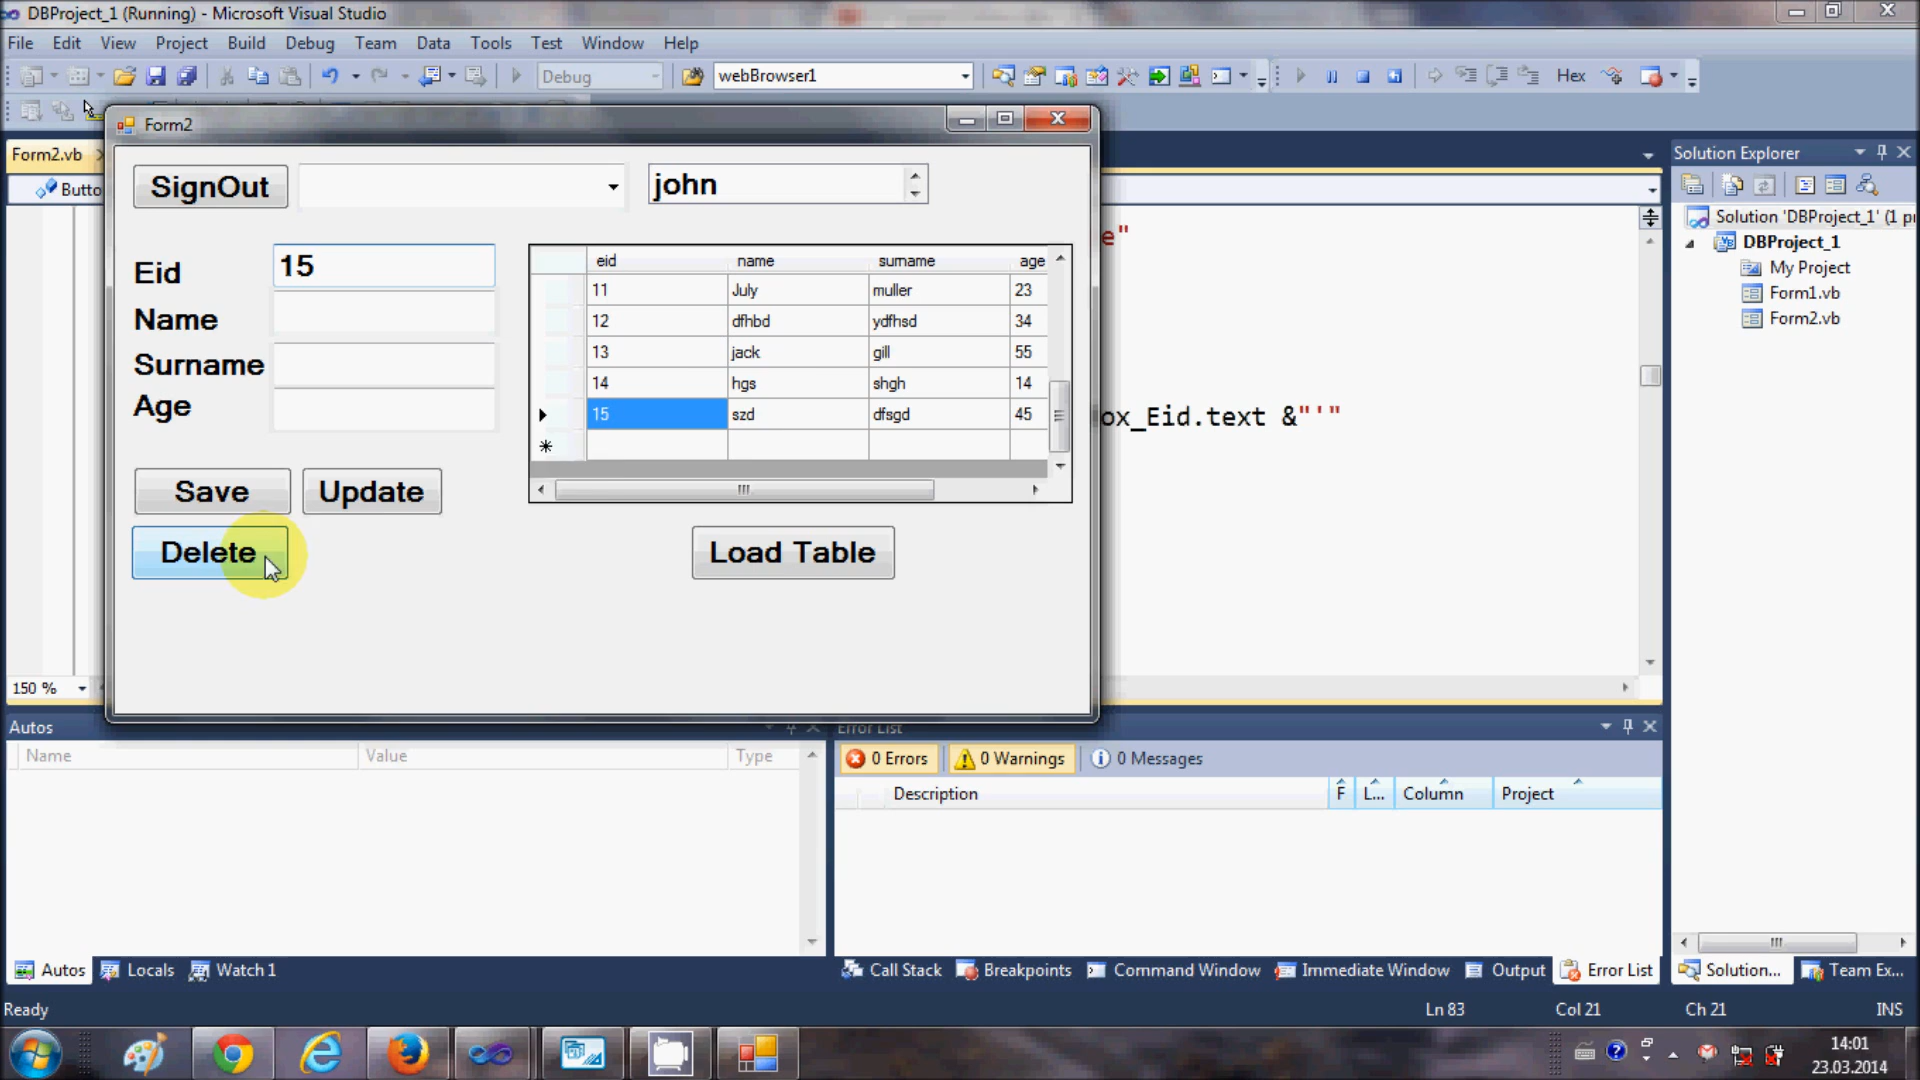 DBProject_1 (Running) - Microsoft Visual Studio
File Edit View Project Build Debug Team Data Tools Test Window Help
Debug webBrowser1 Hex
Form2
Form2.vb
Solution Explorer
SignOut john
Butto
Solution 'DBProject_1' (1 p
e"
DBProject_1
My Project
Form1.vb
Form2.vb
Eid 15
Name
Surname
Age
eid name surname age
11 July muller 23
12 dfhbd ydfhsd 34
13 jack gill 55
14 hgs shgh 14
15 szd dfsgd 45
ox_Eid.text &"'"
Save Update
Delete Load Table
150 %
Autos
Error List
Name Value Type
0 Errors 0 Warnings 0 Messages
Description F L... Column Project
Autos Locals Watch 1
Call Stack Breakpoints Command Window Immediate Window Output Error List Solution... Team Ex...
Ready Ln 83 Col 21 Ch 21 INS
14:01
23.03.2014